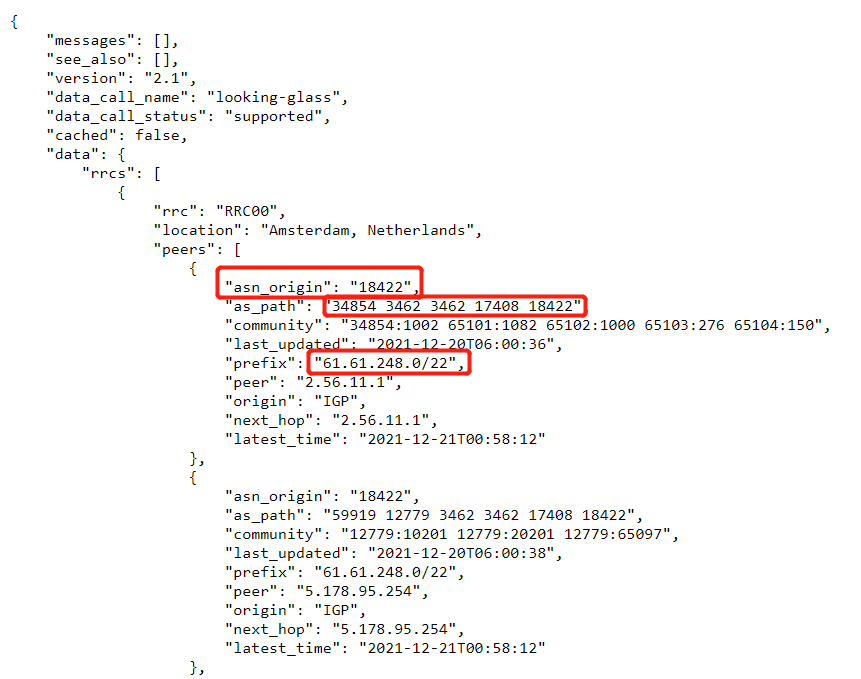 {
"messages": [],
"see_also": [],
"version": "2.1",
"data_call_name": "looking-glass",
"data_call_status": "supported",
"cached": false,
"data": {
"rrcs": [
{
"rrc": "RRC00",
"location": "Amsterdam, Netherlands",
"peers": [
{
"asn_origin": "18422",
"as_path": "34854 3462 3462 17408 18422"
"community": "34854:1002 65101:1082 65102:1000 65103:276 65104:150",
"last_updated": "2021-12-20T06:00:36",
"prefix": "61.61.248.0/22",
"peer": "2.56.11.1",
"origin": "IGP",
"next_hop": "2.56.11.1",
"latest_time": "2021-12-21T00:58:12"
},
{
"asn_origin": "18422",
"as_path": "59919 12779 3462 3462 17408 18422",
"community": "12779:10201 12779:20201 12779:65097",
"last_updated": "2021-12-20T06:00:38",
"prefix": "61.61.248.0/22",
"peer": "5.178.95.254",
"origin": "IGP",
"next_hop": "5.178.95.254",
"latest_time": "2021-12-21T00:58:12"
},